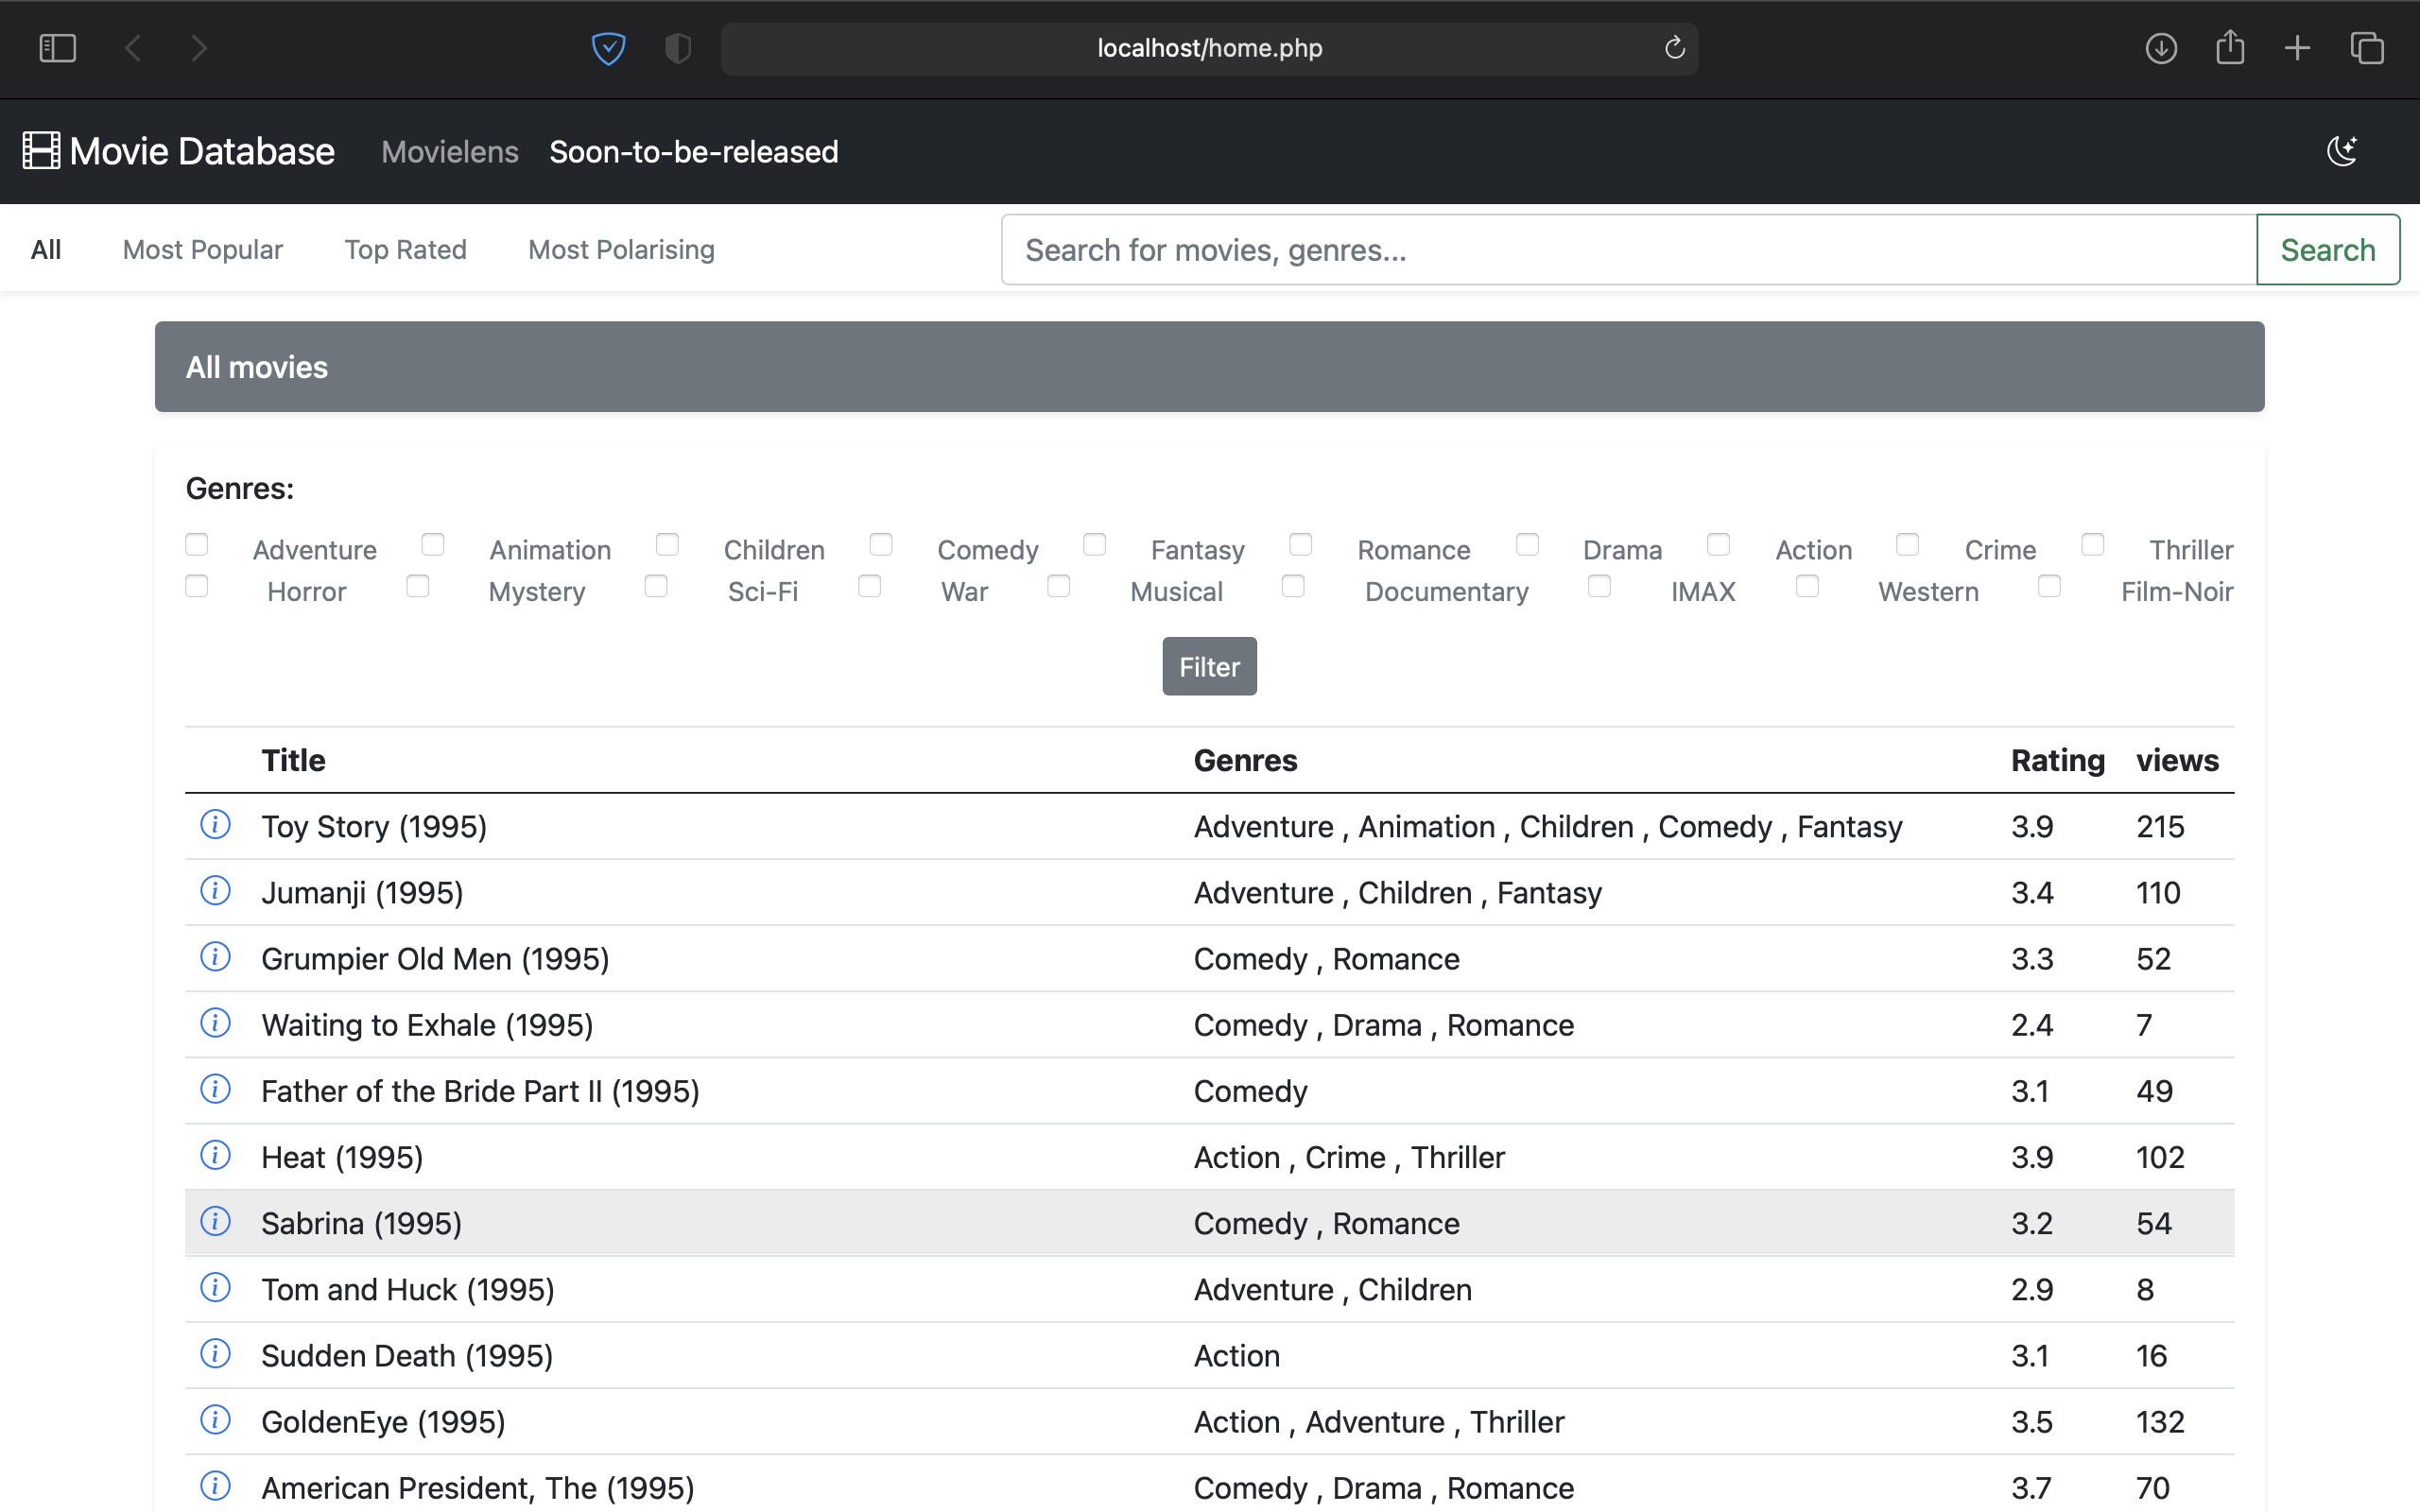 localhost/home.php
Movie Database Movielens Soon-to-be-released
All Most Popular Top Rated Most Polarising Search for movies, genres... Search
All movies
Genres:
Adventure Animation Children Comedy Fantasy Romance Drama Action Crime Thriller
Horror Mystery Sci-Fi War Musical Documentary IMAX Western Film-Noir
Filter
Title Genres Rating views
Toy Story (1995) Adventure , Animation , Children , Comedy , Fantasy 3.9 215
Jumanji (1995) Adventure , Children , Fantasy 3.4 110
Grumpier Old Men (1995) Comedy , Romance 3.3 52
Waiting to Exhale (1995) Comedy , Drama , Romance 2.4 7
Father of the Bride Part II (1995) Comedy 3.1 49
Heat (1995) Action , Crime , Thriller 3.9 102
Sabrina (1995) Comedy , Romance 3.2 54
Tom and Huck (1995) Adventure , Children 2.9 8
Sudden Death (1995) Action 3.1 16
GoldenEye (1995) Action , Adventure , Thriller 3.5 132
American President, The (1995) Comedy , Drama , Romance 3.7 70